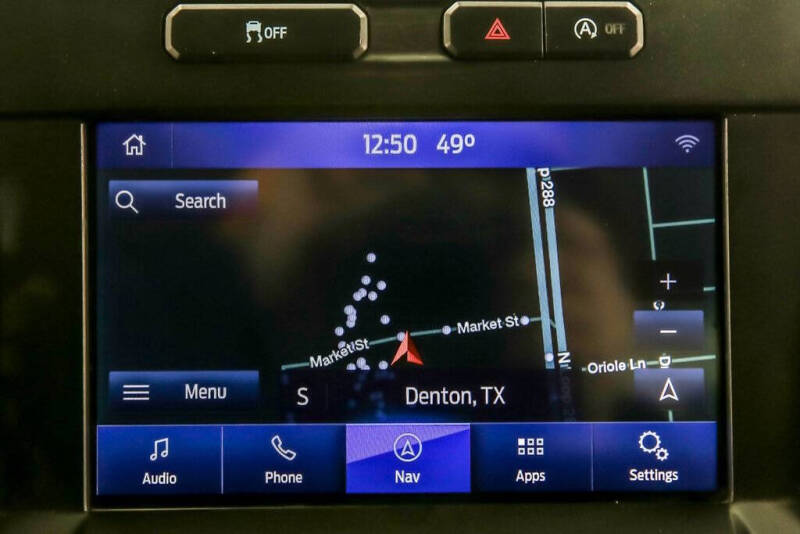 OFF
A OFF
12:50 49°
Search
p 288
Market St
Market St
Oriole Ln
Menu
S
Denton, TX
Audio
Phone
Nav
Apps
Settings